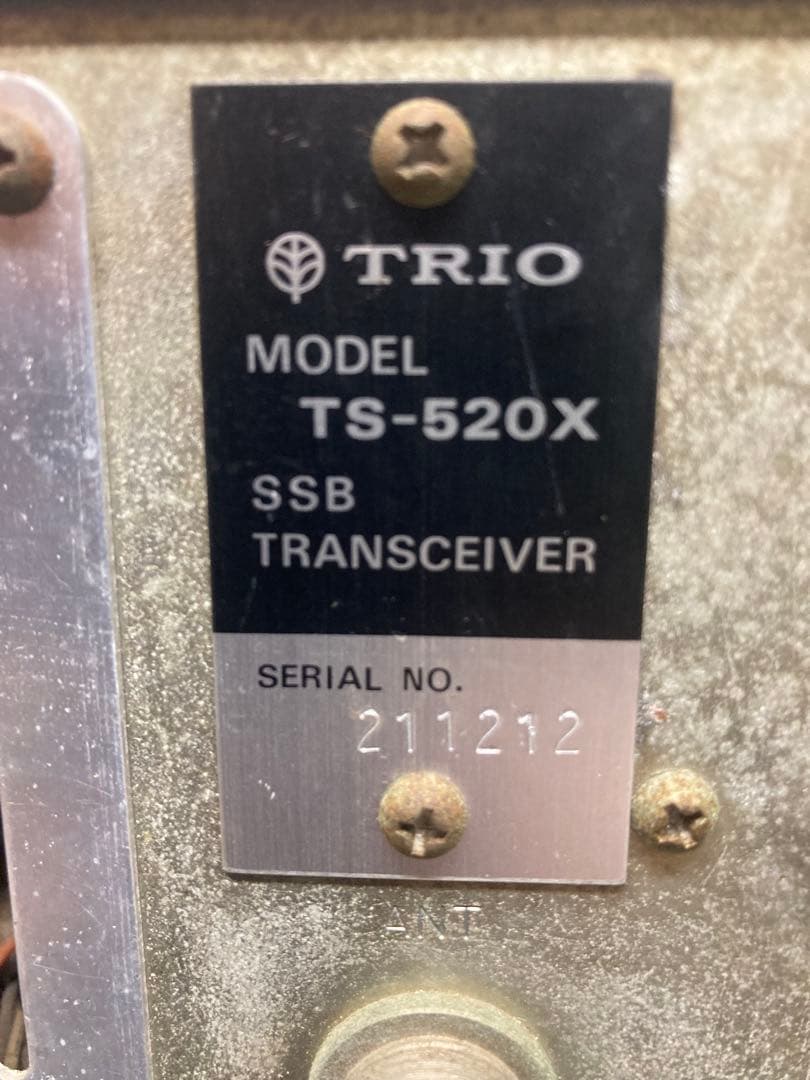 TRIO
MODEL
TS-520X
SSB
TRANSCEIVER
SERIAL NO.
211212
ANT